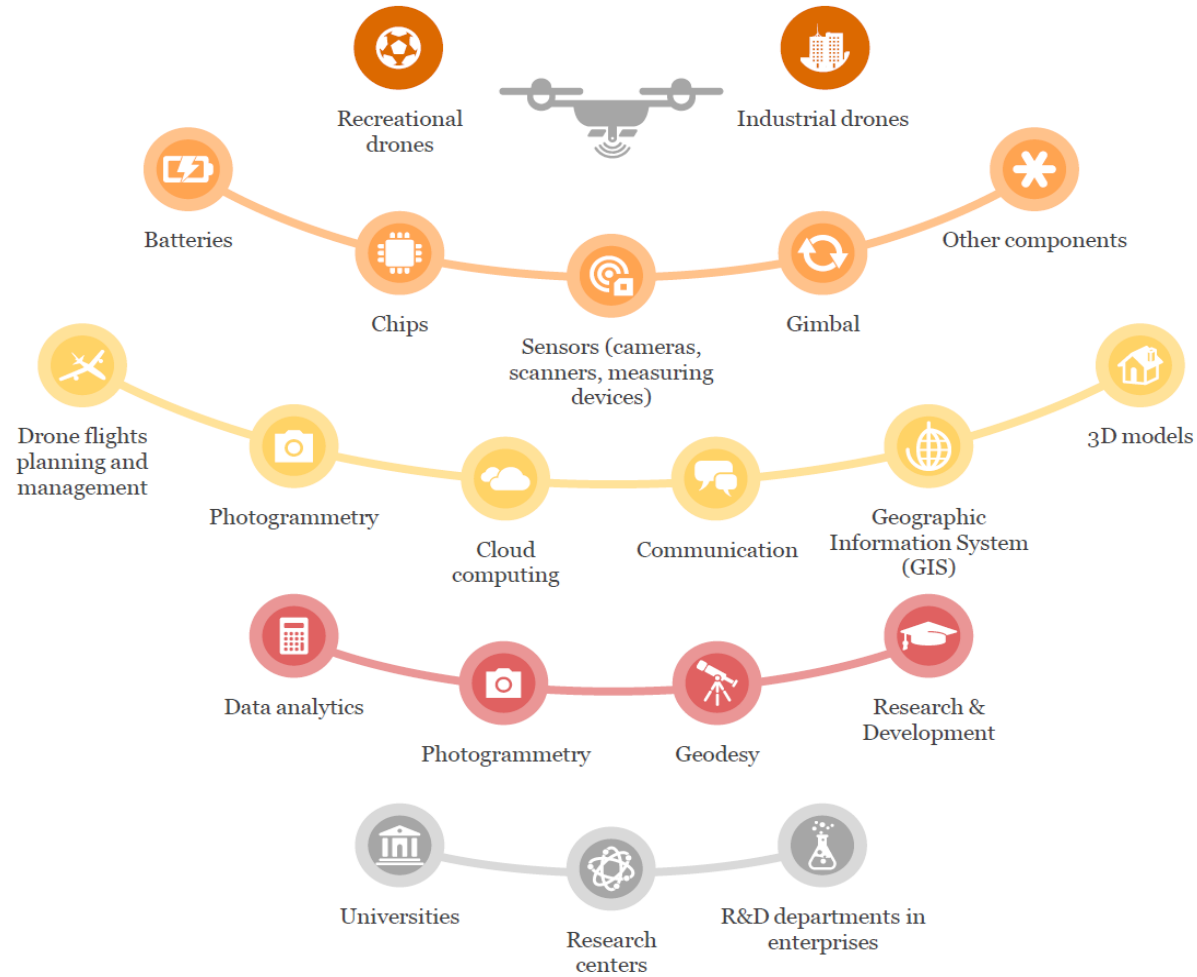 Recreational
drones
Industrial drones
Batteries
Chips
Sensors (cameras,
scanners, measuring
devices)
Gimbal
Other components
Drone flights
planning and
management
Photogrammetry
Cloud
computing
Communication
Geographic
Information System
(GIS)
3D models
Data analytics
Photogrammetry
Geodesy
Research &
Development
Universities
Research
centers
R&D departments in
enterprises